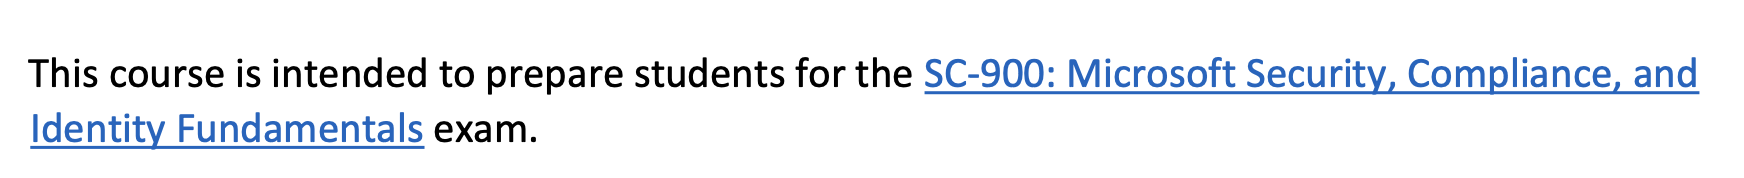 This course is intended to prepare students for the SC-900: Microsoft Security, Compliance, and
Identity Fundamentals exam.